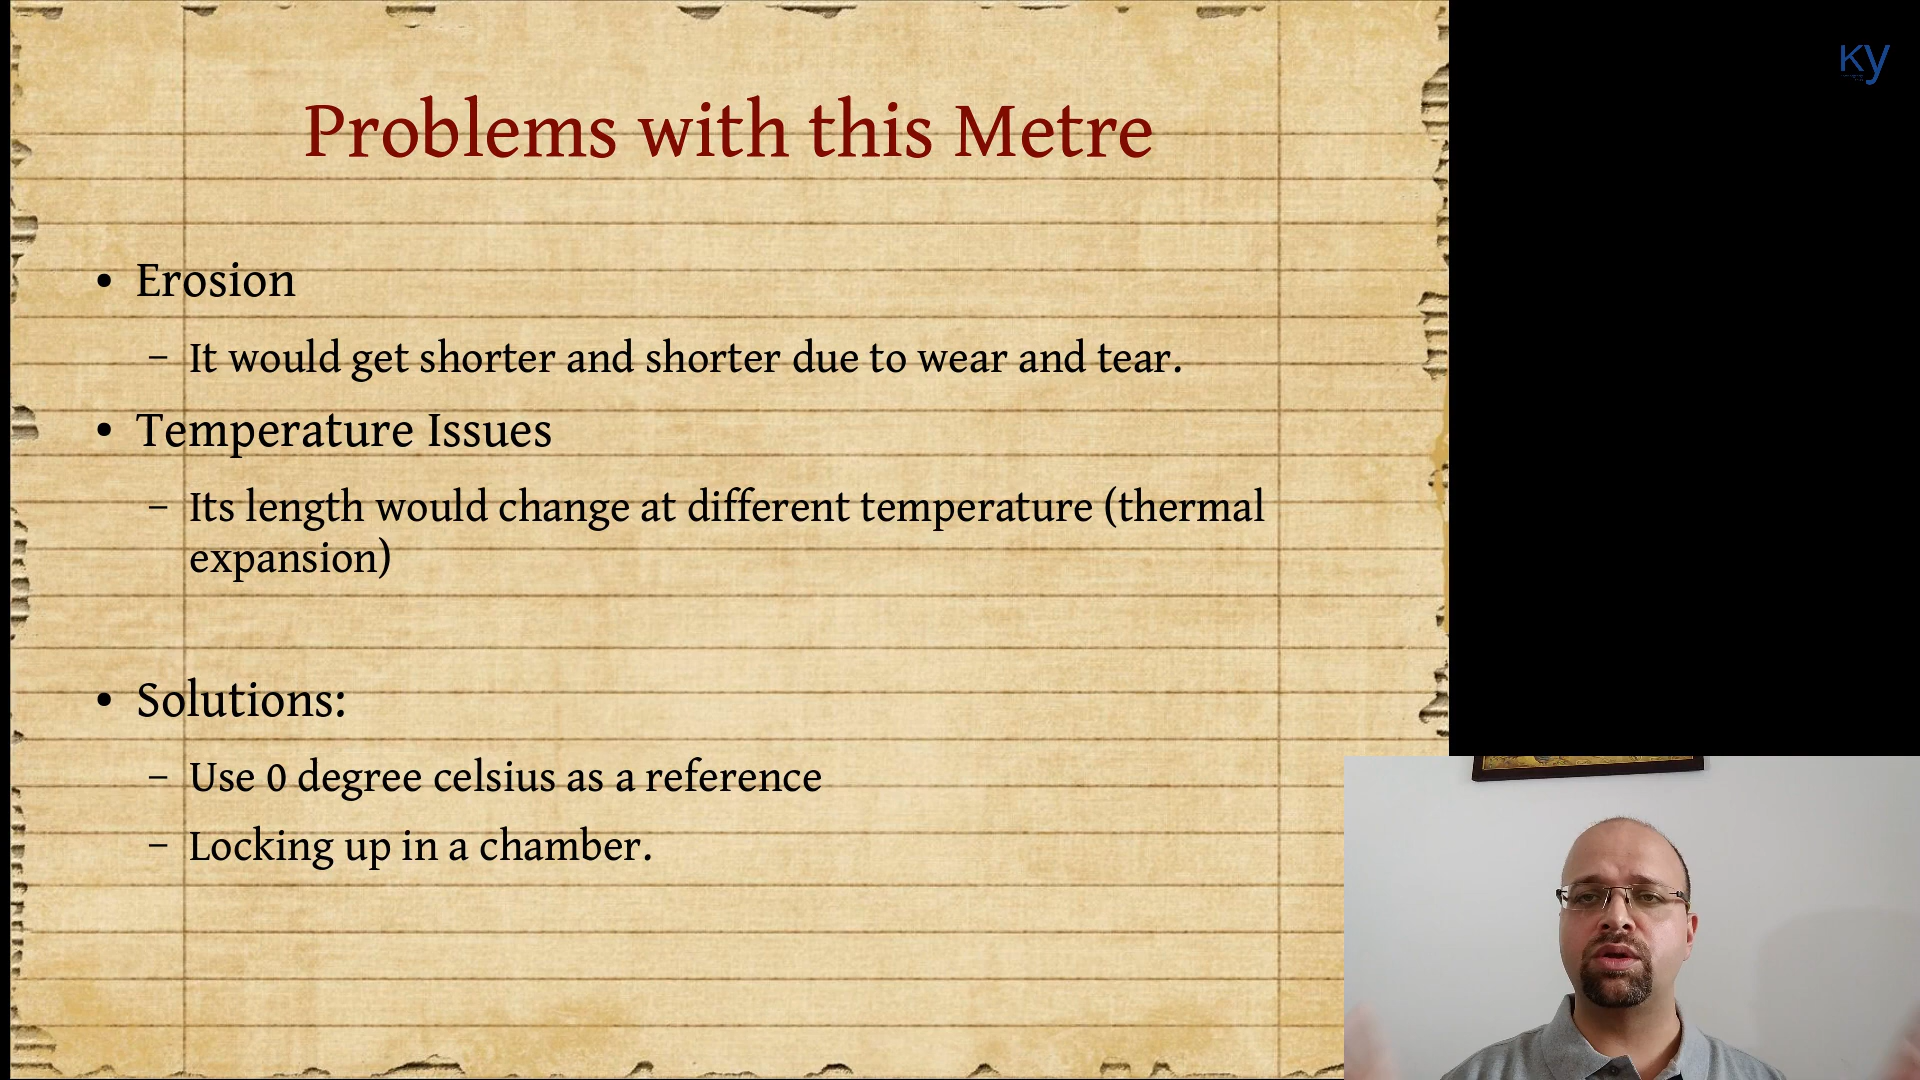 Problems with this Metre
• Erosion
– It would get shorter and shorter due to wear and tear.
• Temperature Issues
– Its length would change at different temperature (thermal
expansion)
• Solutions:
– Use 0 degree celsius as a reference
– Locking up in a chamber.
Ky